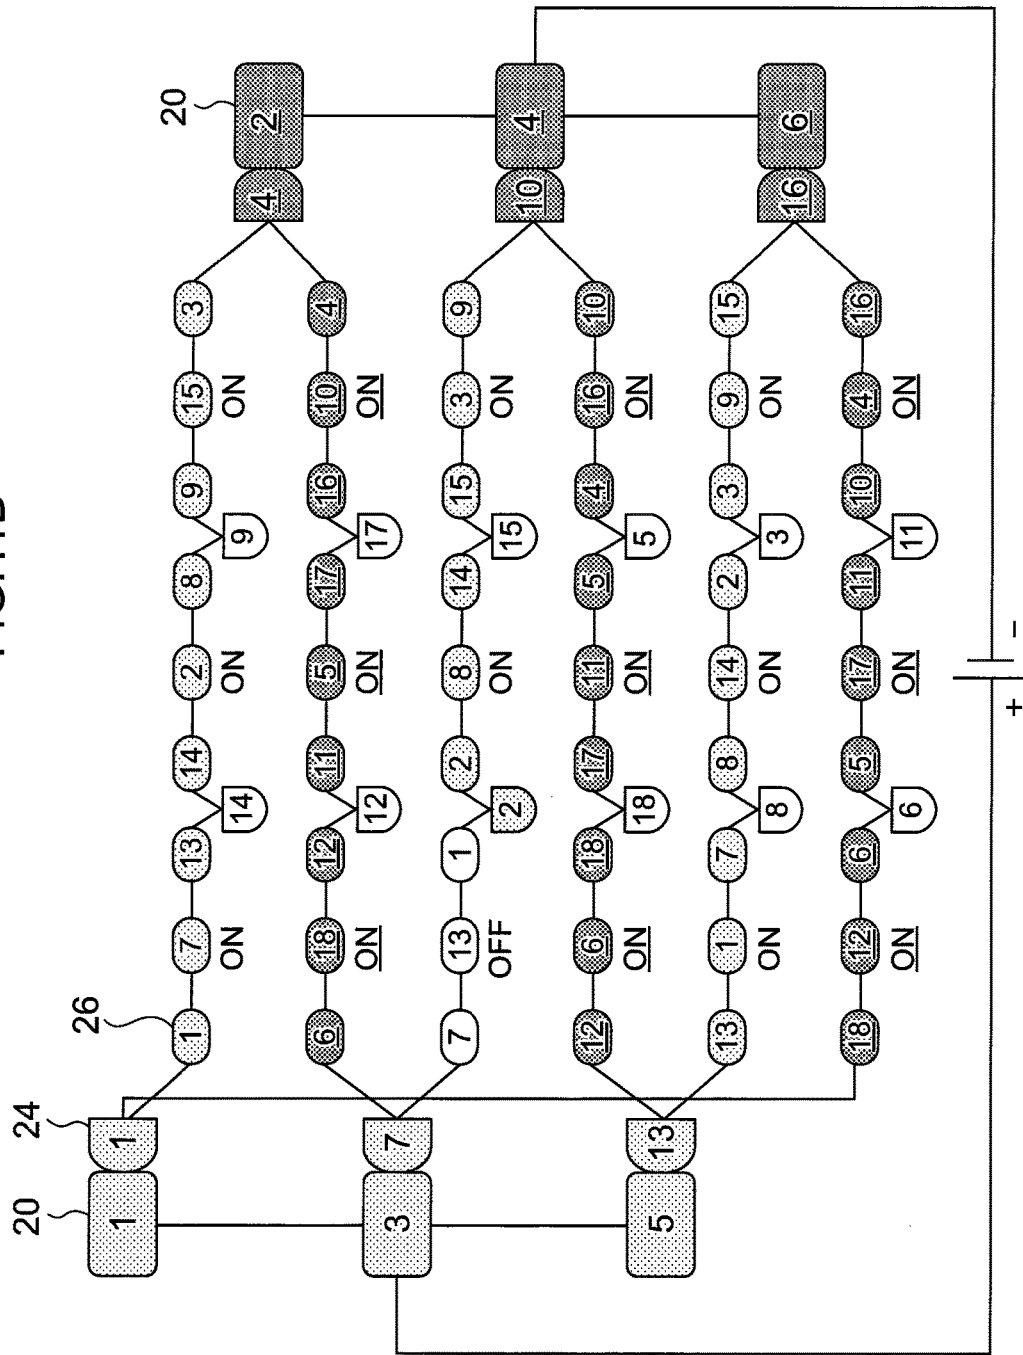 20
2
4
26
1 7 13 14 2 8 9 15 3
ON ON ON
14 9
20 24
1 1
6 18 12 11 5 17 16 10 4
ON ON ON
12 17
4
10
3 7
7 13 1 2 8 14 15 3 9
OFF ON ON
2 15
12 6 18 17 11 5 4 16 10
ON ON ON
18 5
5 13
6
16
13 1 7 8 14 2 3 9 15
ON ON ON
8 3
18 12 6 5 17 11 10 4 16
ON ON ON
6 11
+ −